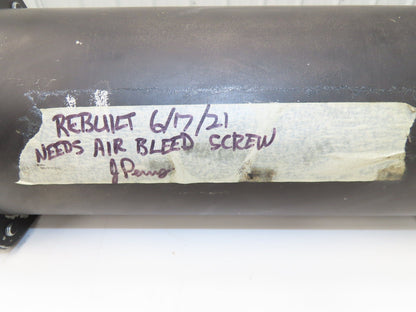 REBUILT 6/17/21
NEEDS AIR BLEED SCREW
J